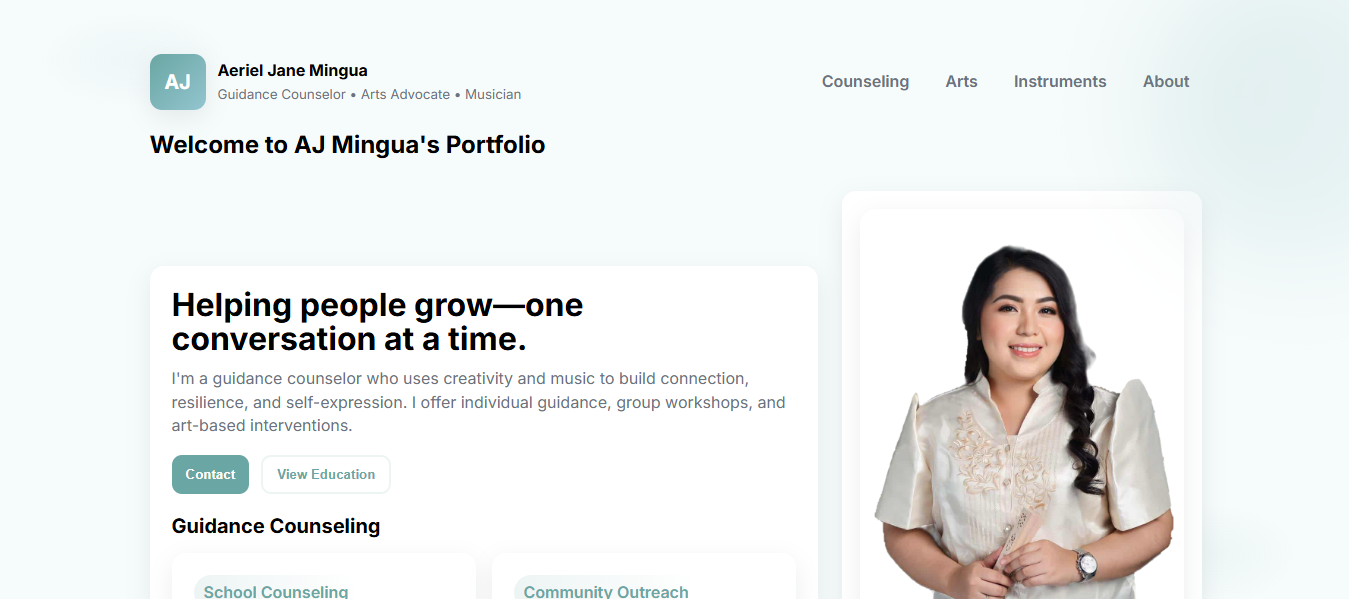 AJ
Aeriel Jane Mingua
Guidance Counselor • Arts Advocate • Musician
Counseling
Arts
Instruments
About
Welcome to AJ Mingua's Portfolio
Helping people grow—one
conversation at a time.
I'm a guidance counselor who uses creativity and music to build connection,
resilience, and self-expression. I offer individual guidance, group workshops, and
art-based interventions.
Contact
View Education
Guidance Counseling
School Counseling
Community Outreach